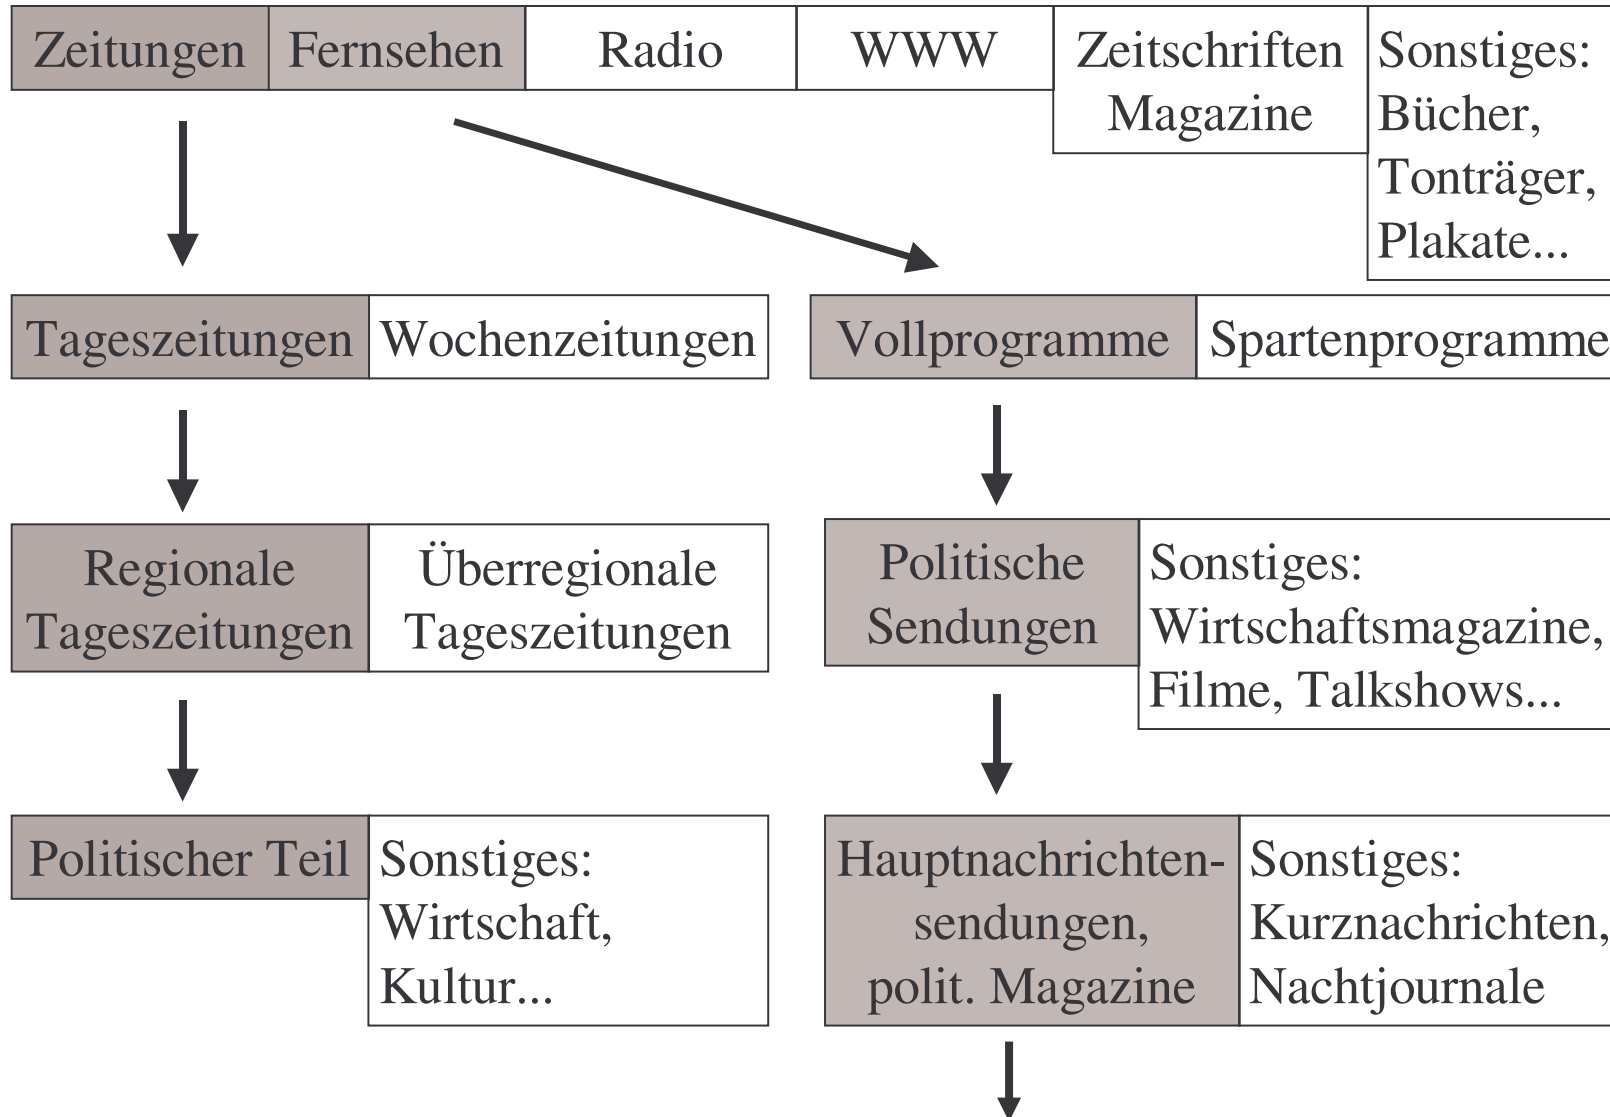 Zeitungen
Fernsehen
Radio
WWW
Zeitschriften
Magazine
Sonstiges:
Bücher,
Tonträger,
Plakate...
Tageszeitungen
Wochenzeitungen
Vollprogramme
Spartenprogramme
Regionale
Tageszeitungen
Überregionale
Tageszeitungen
Politische
Sendungen
Sonstiges:
Wirtschaftsmagazine,
Filme, Talkshows...
Politischer Teil
Sonstiges:
Wirtschaft,
Kultur...
Hauptnachrichten-
sendungen,
polit. Magazine
Sonstiges:
Kurznachrichten,
Nachtjournale